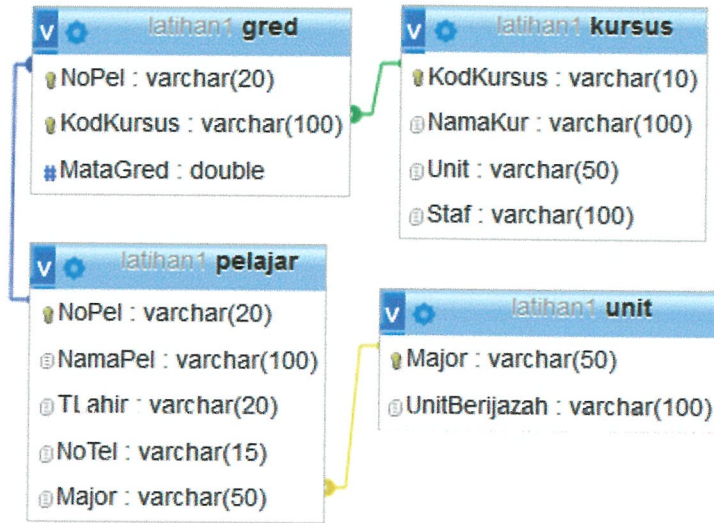 latihan1 gred
NoPel : varchar(20)
KodKursus : varchar(100)
#MataGred : double
latihan1 kursus
KodKursus : varchar(10)
NamaKur : varchar(100)
Unit : varchar(50)
Staf : varchar(100)
latihan1 pelajar
NoPel : varchar(20)
NamaPel : varchar(100)
TLahir : varchar(20)
NoTel : varchar(15)
Major : varchar(50)
latihan1 unit
Major : varchar(50)
UnitBerijazah : varchar(100)